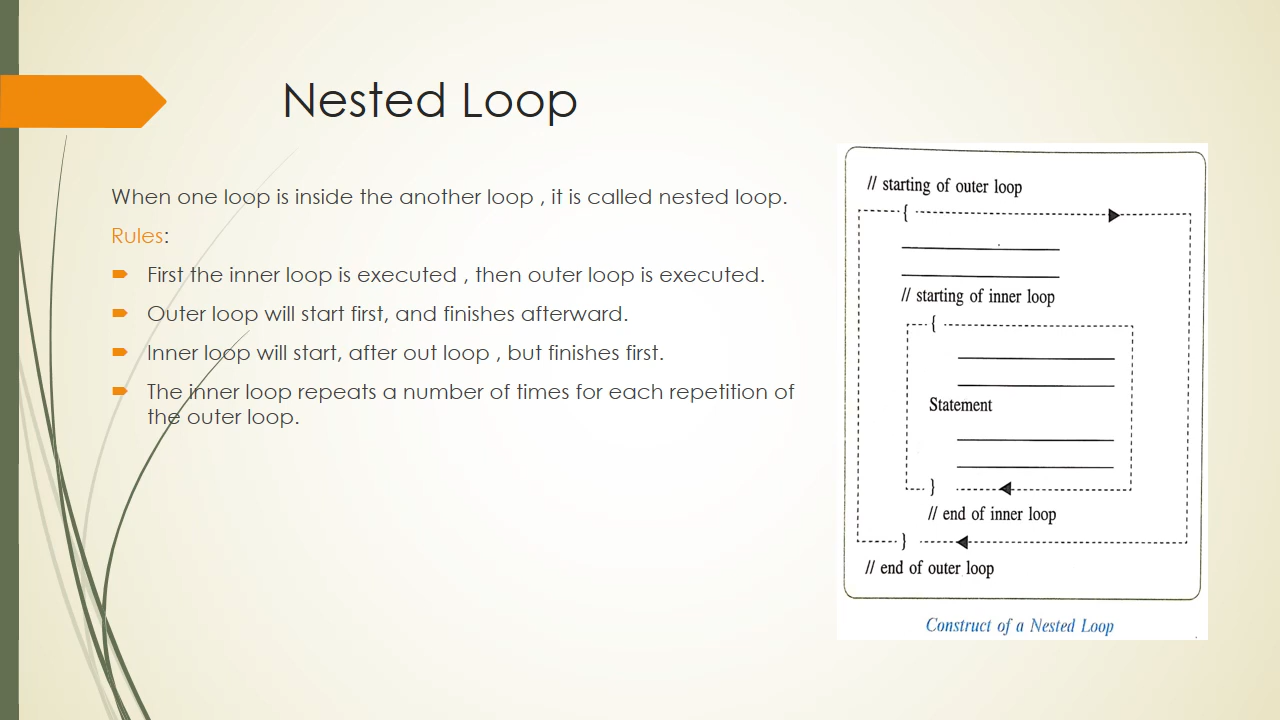 Nested Loop
When one loop is inside the another loop , it is called nested loop.
Rules:
First the inner loop is executed , then outer loop is executed.
Outer loop will start first, and finishes afterward.
Inner loop will start, after out loop , but finishes first.
The inner loop repeats a number of times for each repetition of
the outer loop.
// starting of outer loop
{
// starting of inner loop
{
Statement
}
// end of inner loop
}
// end of outer loop
Construct of a Nested Loop